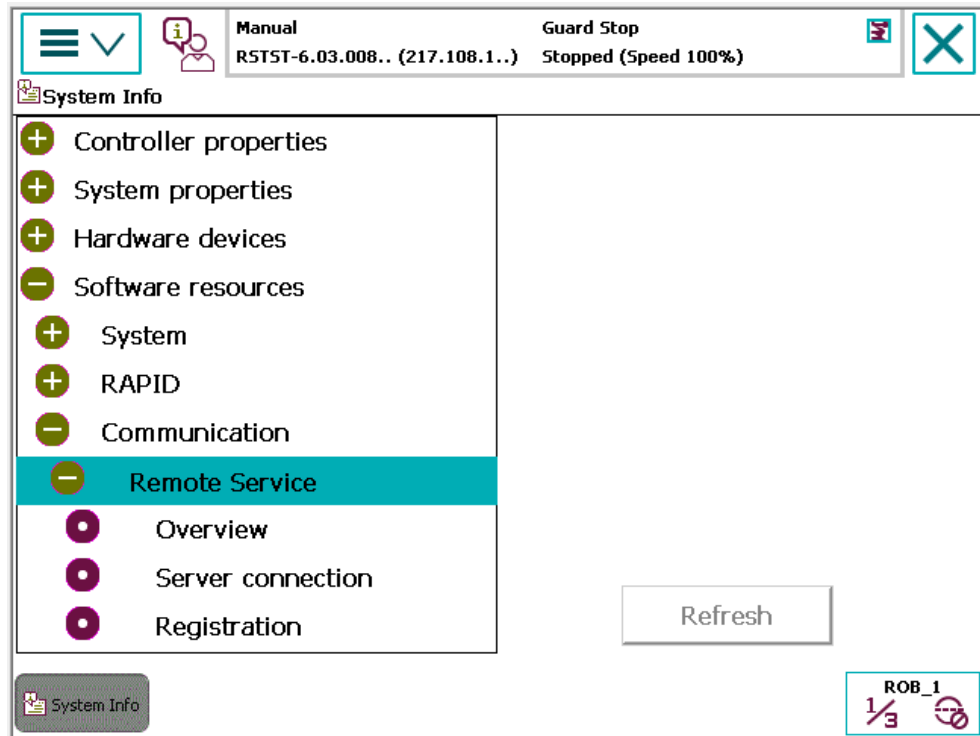 Manual
Guard Stop
RSTST-6.03.008.. (217.108.1..)
Stopped (Speed 100%)
System Info
Controller properties
System properties
Hardware devices
Software resources
System
RAPID
Communication
Remote Service
Overview
Server connection
Registration
Refresh
System Info
ROB_1
1/3